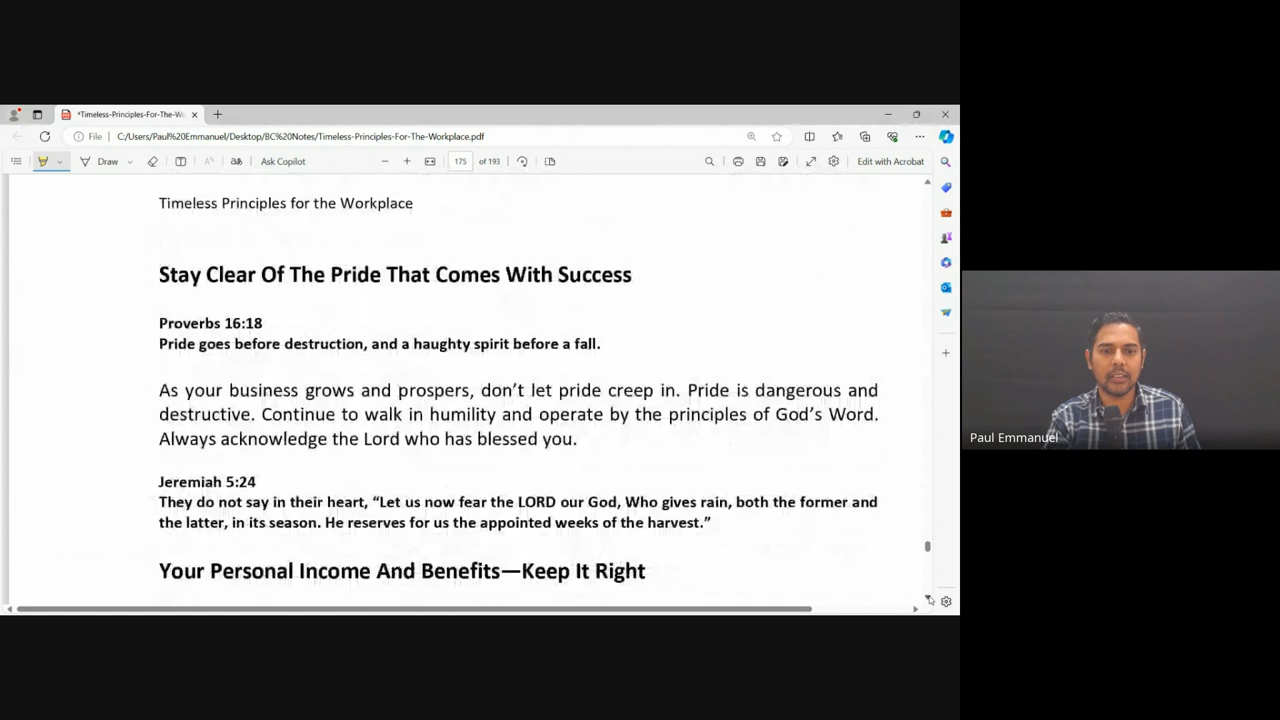 *Timeless-Principles-For-The-Wo
File
C:/Users/Paul%20Emmanuel/Desktop/BC%20Notes/Timeless-Principles-For-The-Workplace.pdf
Draw
Ask Copilot
175 of 193
Edit with Acrobat
Timeless Principles for the Workplace
Stay Clear Of The Pride That Comes With Success
Proverbs 16:18
Pride goes before destruction, and a haughty spirit before a fall.
As your business grows and prospers, don’t let pride creep in. Pride is dangerous and
destructive. Continue to walk in humility and operate by the principles of God’s Word.
Always acknowledge the Lord who has blessed you.
Jeremiah 5:24
They do not say in their heart, “Let us now fear the LORD our God, Who gives rain, both the former and
the latter, in its season. He reserves for us the appointed weeks of the harvest.”
Your Personal Income And Benefits—Keep It Right
Paul Emmanuel